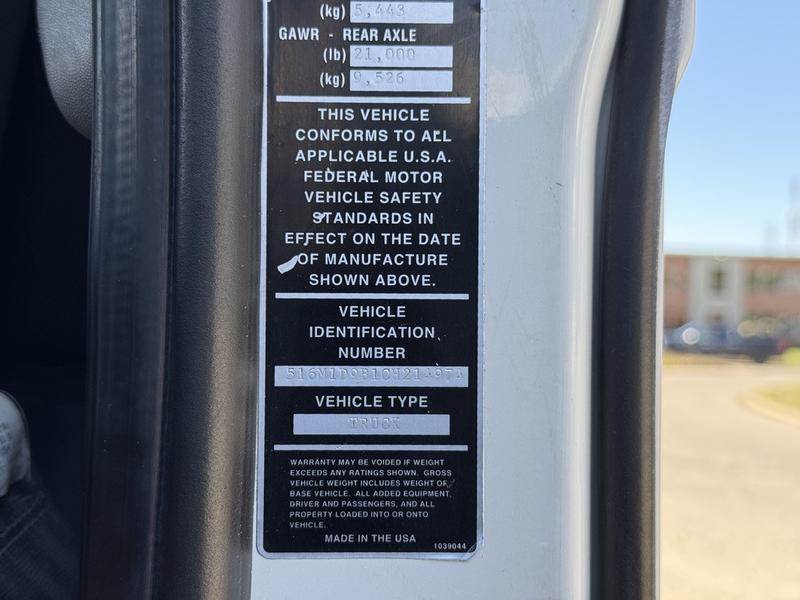 (kg) 5,443
GAWR - REAR AXLE
(lb) 21,000
(kg) 9,526
THIS VEHICLE
CONFORMS TO ALL
APPLICABLE U.S.A.
FEDERAL MOTOR
VEHICLE SAFETY
STANDARDS IN
EFFECT ON THE DATE
OF MANUFACTURE
SHOWN ABOVE.
VEHICLE
IDENTIFICATION
NUMBER
VEHICLE TYPE
TRUCK
WARRANTY MAY BE VOIDED IF WEIGHT
EXCEEDS ANY RATINGS SHOWN. GROSS
VEHICLE WEIGHT INCLUDES WEIGHT OF
BASE VEHICLE. ALL ADDED EQUIPMENT,
DRIVER AND PASSENGERS, AND ALL
PROPERTY LOADED INTO OR ONTO
VEHICLE.
MADE IN THE USA
1039044